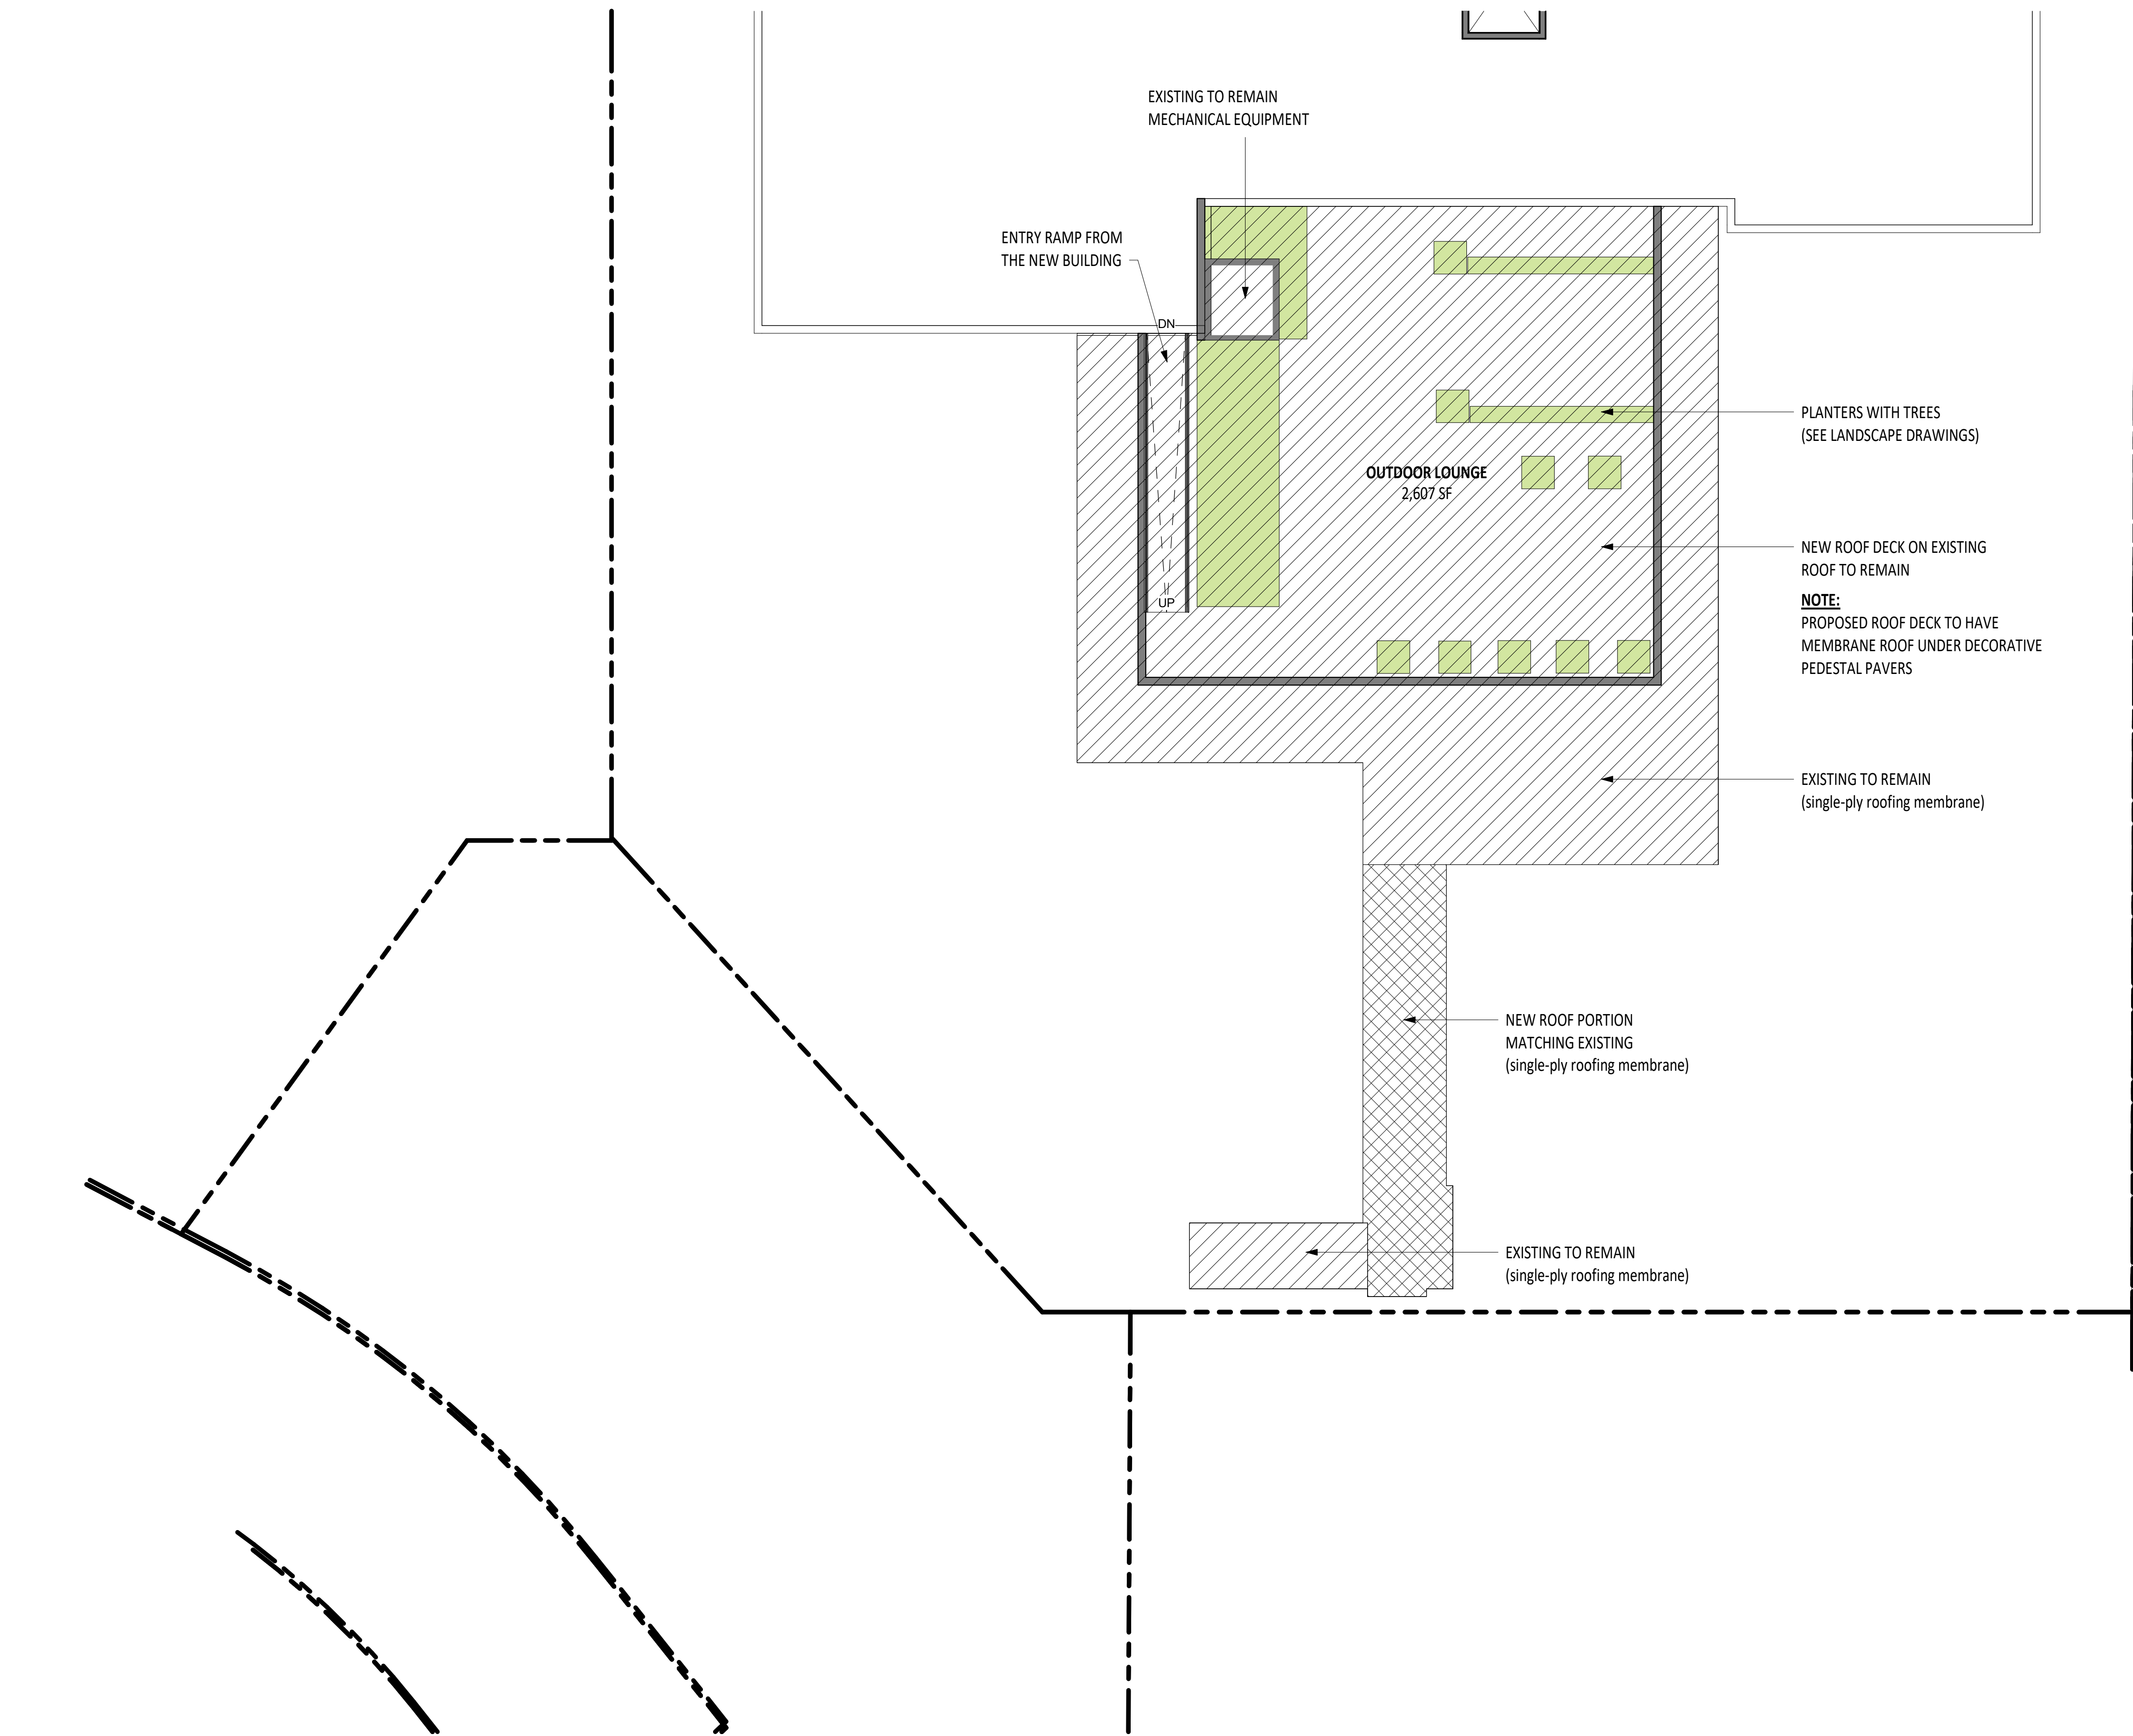 EXISTING TO REMAIN
MECHANICAL EQUIPMENT
ENTRY RAMP FROM
THE NEW BUILDING
DN
PLANTERS WITH TREES
(SEE LANDSCAPE DRAWINGS)
OUTDOOR LOUNGE
2,607 SF
NEW ROOF DECK ON EXISTING
ROOF TO REMAIN
NOTE:
PROPOSED ROOF DECK TO HAVE
MEMBRANE ROOF UNDER DECORATIVE
PEDESTAL PAVERS
UP
EXISTING TO REMAIN
(single-ply roofing membrane)
NEW ROOF PORTION
MATCHING EXISTING
(single-ply roofing membrane)
EXISTING TO REMAIN
(single-ply roofing membrane)